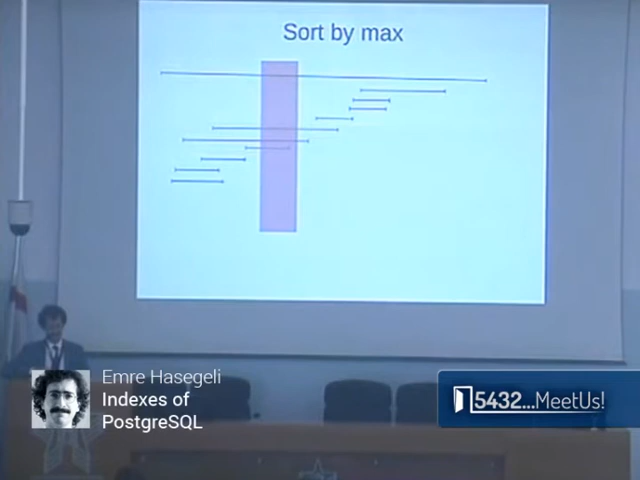 Sort by max
Emre Hasegeli
Indexes of
PostgreSQL
5432...MeetUs!